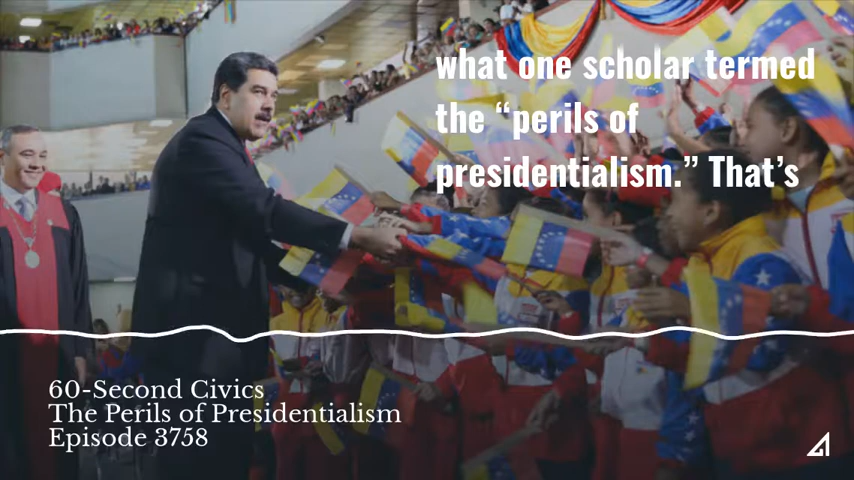 what one scholar termed
the “perils of
presidentialism.” That’s
60-Second Civics
The Perils of Presidentialism
Episode 3758